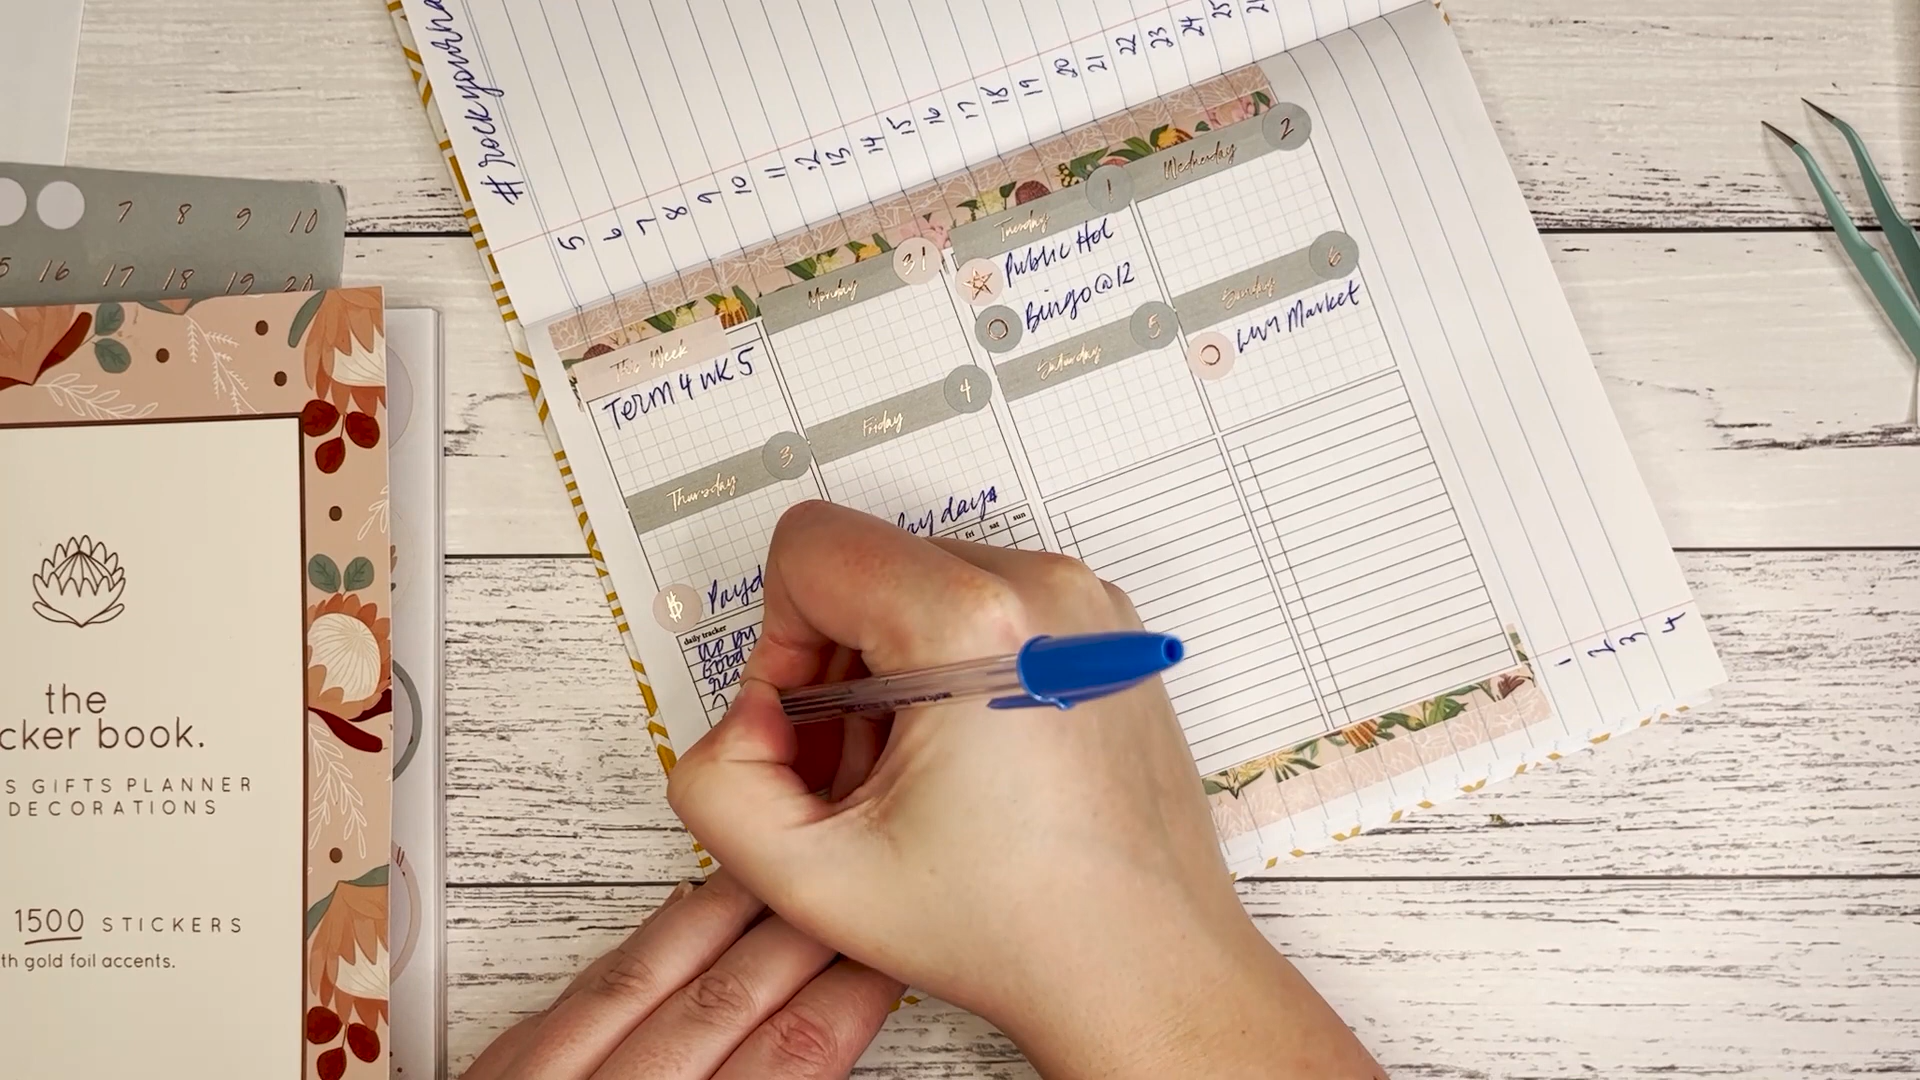 #rockyourha
5 6 7 8 9 10 11 12 13 14 15 16 17 18 19 20 21 22 23 24 25
7 8 9 10
5 16 17 18 19 20
the
cker book.
S GIFTS PLANNER
DECORATIONS
1500 STICKERS
th gold foil accents.
This Week
Term 4 WK 5
Monday 31
Tuesday 1
Public Hol
Bingo @ 12
Wednesday 2
Thursday 3
$ Payd
Friday 4
day
Saturday 5
Sunday 6
Market
daily tracker
fri sat sun
Good
1 2 3 4